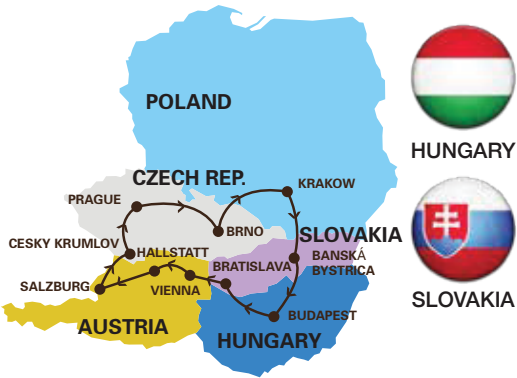 POLAND
HUNGARY
CZECH REP.
PRAGUE
KRAKOW
CESKY KRUMLOV
BRNO
SLOVAKIA
HALLSTATT
BANSKÁ
BYSTRICA
BRATISLAVA
SALZBURG
VIENNA
SLOVAKIA
BUDAPEST
AUSTRIA
HUNGARY